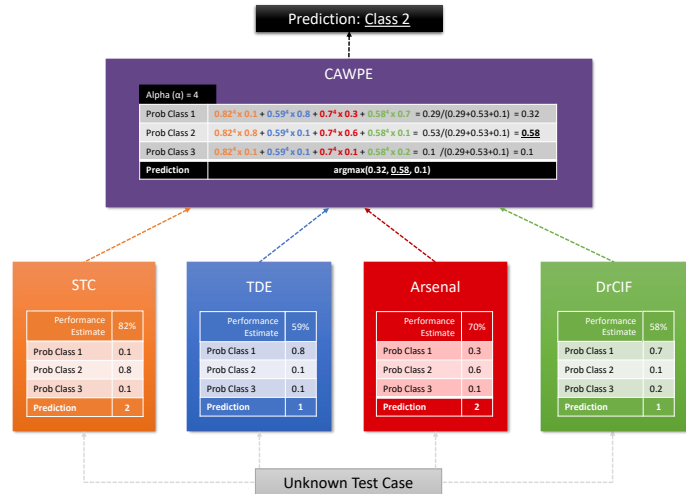 Prediction: Class 2
CAWPE
Alpha (α) = 4
Prob Class 1 0.82⁴ x 0.1 + 0.59⁴ x 0.8 + 0.7⁴ x 0.3 + 0.58⁴ x 0.7 = 0.29/(0.29+0.53+0.1) = 0.32
Prob Class 2 0.82⁴ x 0.8 + 0.59⁴ x 0.1 + 0.7⁴ x 0.6 + 0.58⁴ x 0.1 = 0.53/(0.29+0.53+0.1) = 0.58
Prob Class 3 0.82⁴ x 0.1 + 0.59⁴ x 0.1 + 0.7⁴ x 0.1 + 0.58⁴ x 0.2 = 0.1 /(0.29+0.53+0.1) = 0.1
Prediction argmax(0.32, 0.58, 0.1)
STC
Performance
Estimate 82%
Prob Class 1 0.1
Prob Class 2 0.8
Prob Class 3 0.1
Prediction 2
TDE
Performance
Estimate 59%
Prob Class 1 0.8
Prob Class 2 0.1
Prob Class 3 0.1
Prediction 1
Arsenal
Performance
Estimate 70%
Prob Class 1 0.3
Prob Class 2 0.6
Prob Class 3 0.1
Prediction 2
DrCIF
Performance
Estimate 58%
Prob Class 1 0.7
Prob Class 2 0.1
Prob Class 3 0.2
Prediction 1
Unknown Test Case